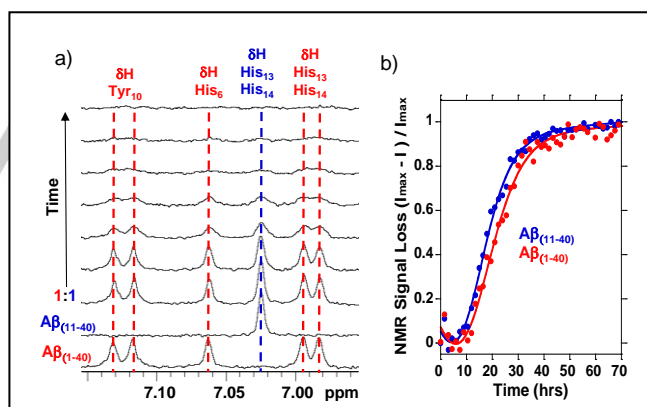 a)
δH
Tyr10
δH
His6
δH
His13
His14
δH
His13
His14
Time
1:1
Aβ(11-40)
Aβ(1-40)
7.10
7.05
7.00
ppm
b)
NMR Signal Loss (Imax - I) / Imax
1
0.8
0.6
0.4
0.2
0
Aβ(11-40)
Aβ(1-40)
0 10 20 30 40 50 60 70
Time (hrs)